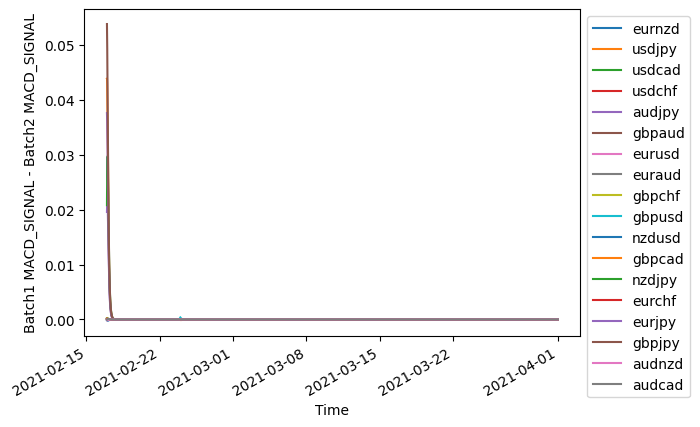 Batch1 MACD_SIGNAL - Batch2 MACD_SIGNAL
0.05
0.04
0.03
0.02
0.01
0.00
2021-02-15
2021-02-22
2021-03-01
2021-03-08
2021-03-15
2021-03-22
2021-04-01
Time
eurnzd
usdjpy
usdcad
usdchf
audjpy
gbpaud
eurusd
euraud
gbpchf
gbpusd
nzdusd
gbpcad
nzdjpy
eurchf
eurjpy
gbpjpy
audnzd
audcad